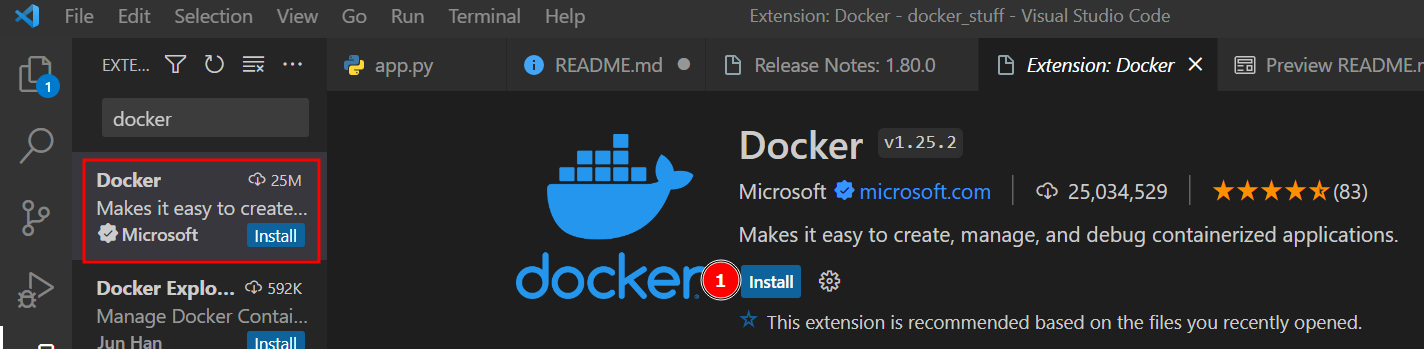 File Edit Selection View Go Run Terminal Help Extension: Docker - docker_stuff - Visual Studio Code
EXTE... ···
app.py README.md Release Notes: 1.80.0 Extension: Docker Preview README.r
1
docker
Docker 25M
Makes it easy to create...
Microsoft Install
Docker Explo... 592K
Manage Docker Contai...
Jun Han Install
docker
Docker v1.25.2
Microsoft microsoft.com 25,034,529 (83)
Makes it easy to create, manage, and debug containerized applications.
1 Install
This extension is recommended based on the files you recently opened.